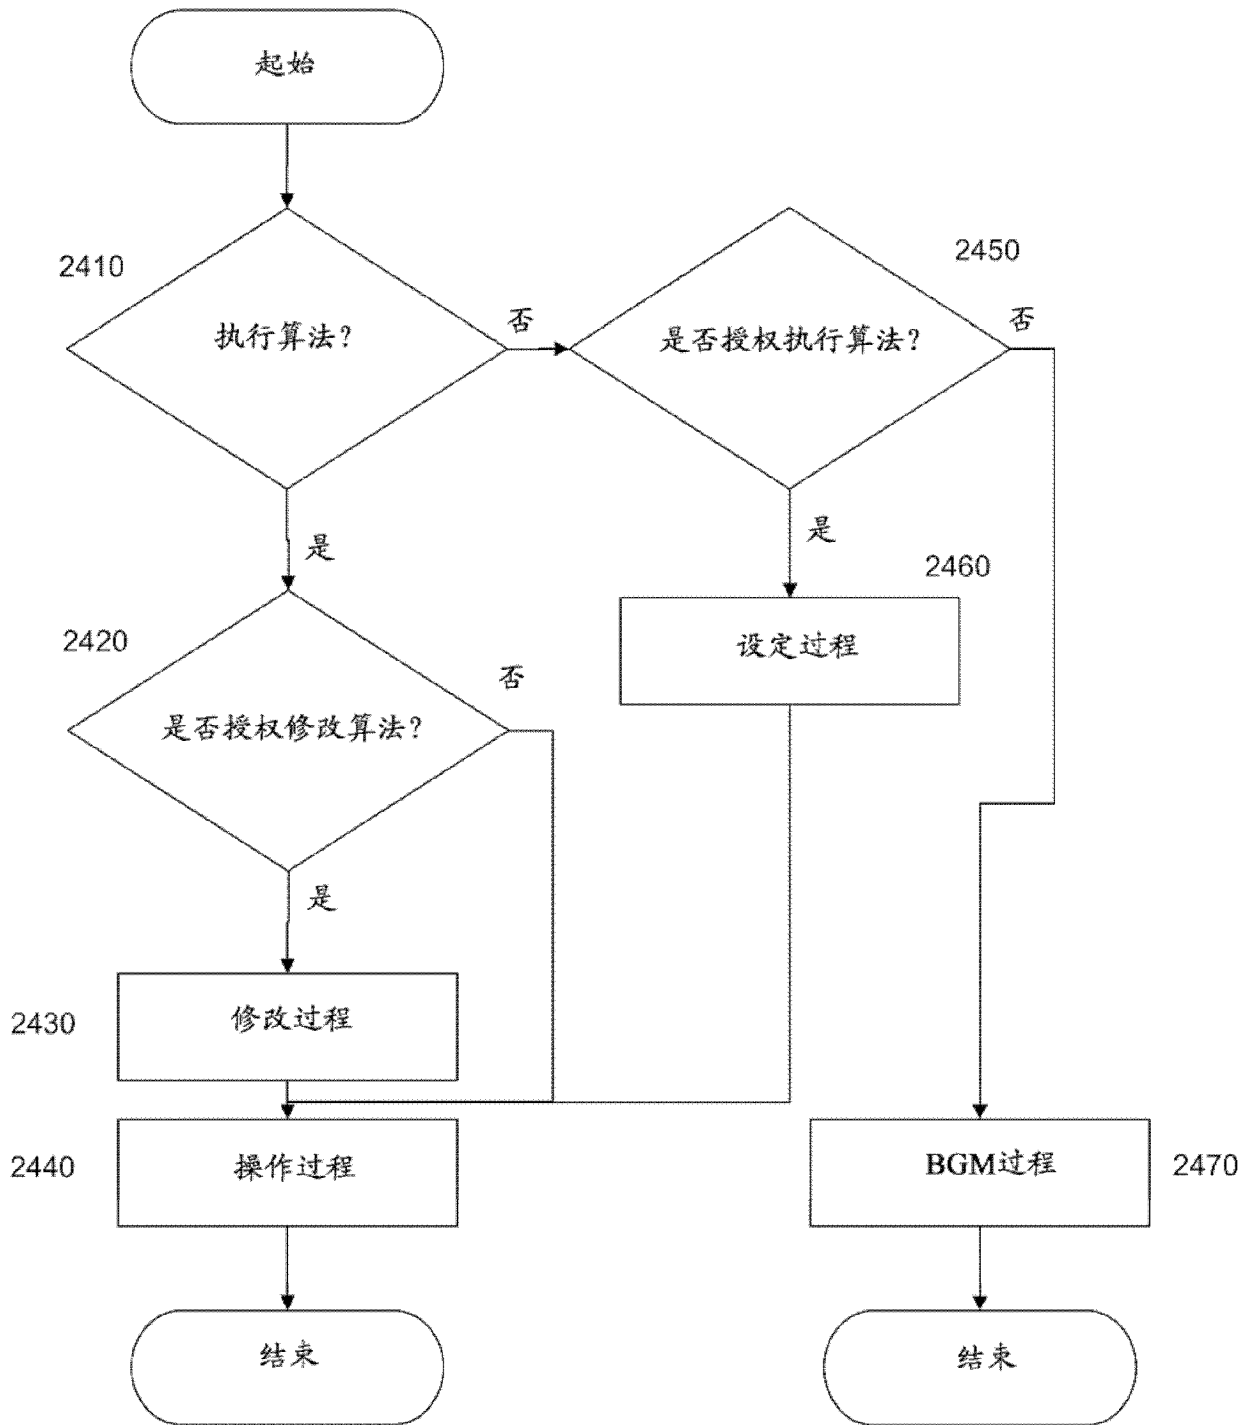 起始
2410
执行算法?
否
2450
是否授权执行算法?
否
是
是
2460
设定过程
2420
是否授权修改算法?
否
是
2430
修改过程
2440
操作过程
BGM过程
2470
结束
结束